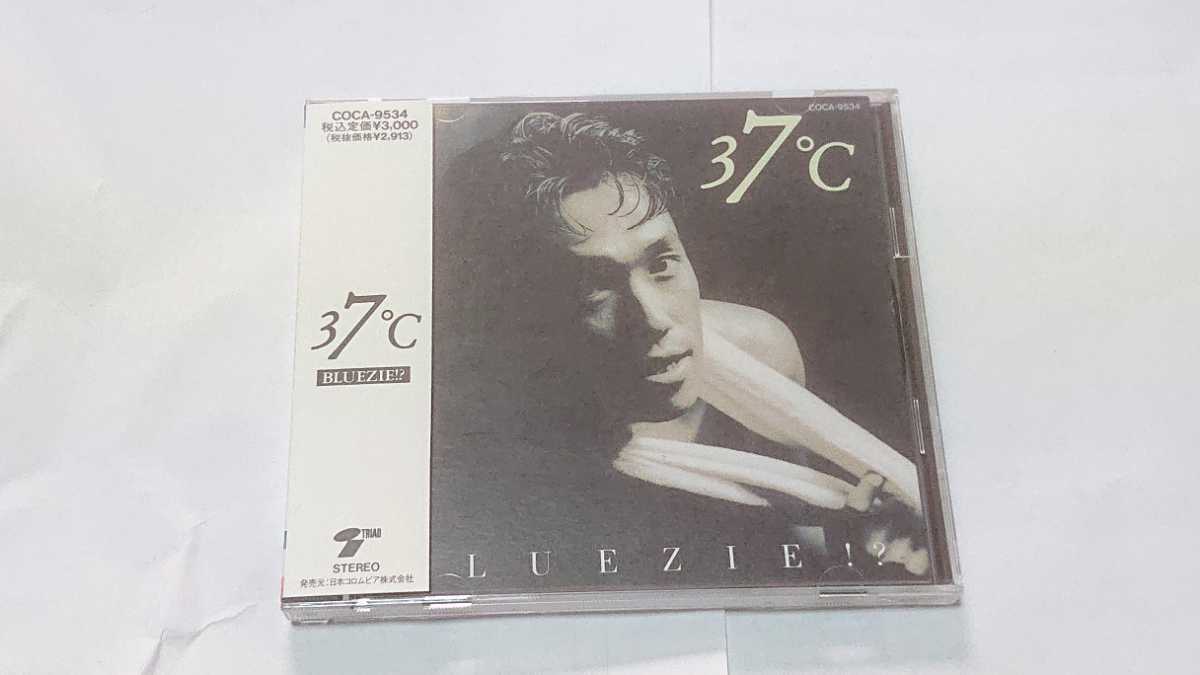 COCA-9534
税込定価¥3,000
(税抜価格¥2,913)
37℃
BLUEZIE!?
TRIAD
STEREO
発売元:日本コロムビア株式会社
COCA-9534
37℃
LUEZIE!?